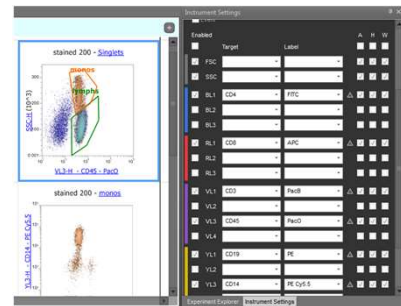 Instrument Settings
Enabled
Target Label A H W
FSC
SSC
BL1 CD4 FITC
BL2
BL3
RL1 CD8 APC
RL2
RL3
VL1 CD3 PacB
VL2
VL3 CD45 PacO
VL4
YL1 CD19 PE
YL2
YL3 CD14 PE Cy5.5
Experiment Explorer Instrument Settings
stained 200 - Singlets
monos
lymphs
SSC-H (10^3)
VL3-H - CD45 - PacO
stained 200 - monos
YL3-H - CD14 - PE Cy5.5